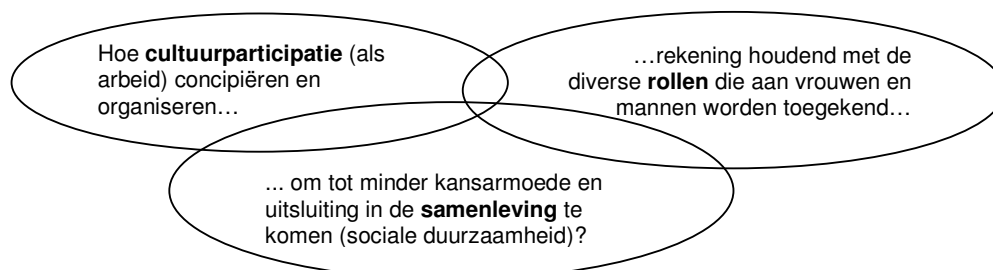 Hoe cultuurparticipatie (als
arbeid) concipiëren en
organiseren…
…rekening houdend met de
diverse rollen die aan vrouwen en
mannen worden toegekend…
... om tot minder kansarmoede en
uitsluiting in de samenleving te
komen (sociale duurzaamheid)?